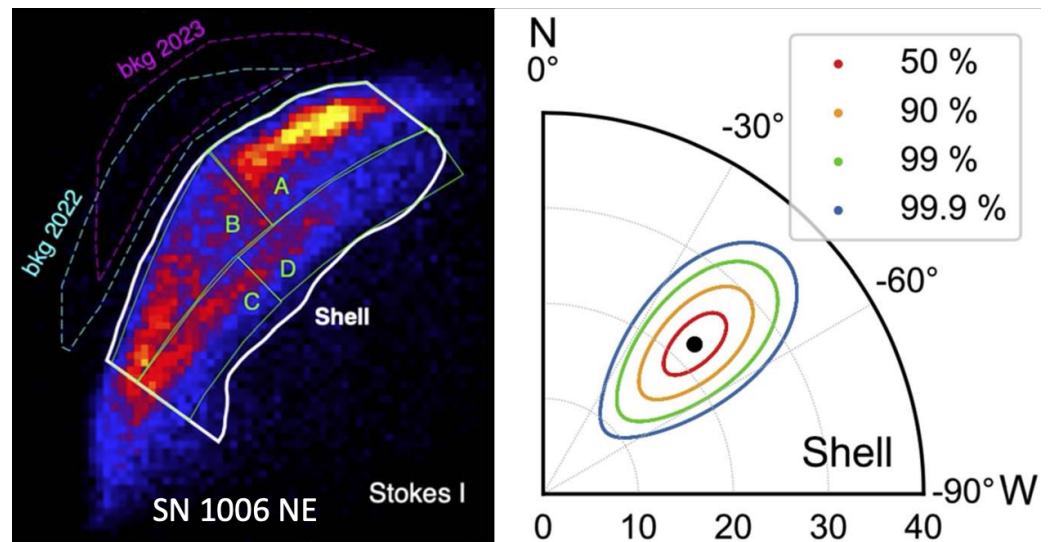 bkg 2023
bkg 2022
A
B
D
C
Shell
Stokes I
SN 1006 NE
N
0°
-30°
-60°
-90° W
50 %
90 %
99 %
99.9 %
Shell
0 10 20 30 40